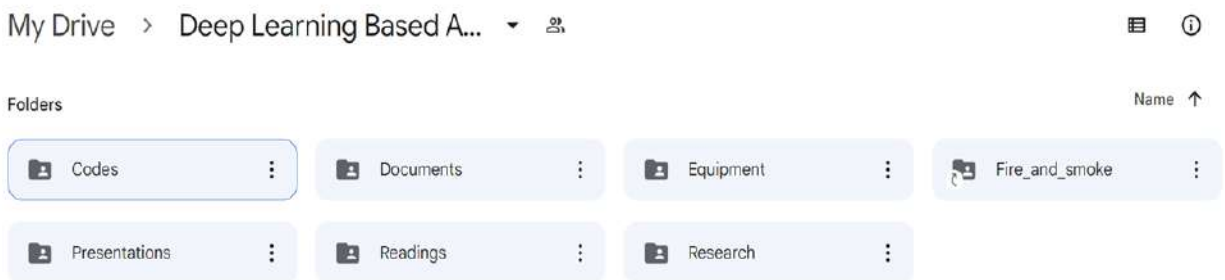 My Drive > Deep Learning Based A...
Folders
Name ↑
Codes Documents Equipment Fire_and_smoke
Presentations Readings Research